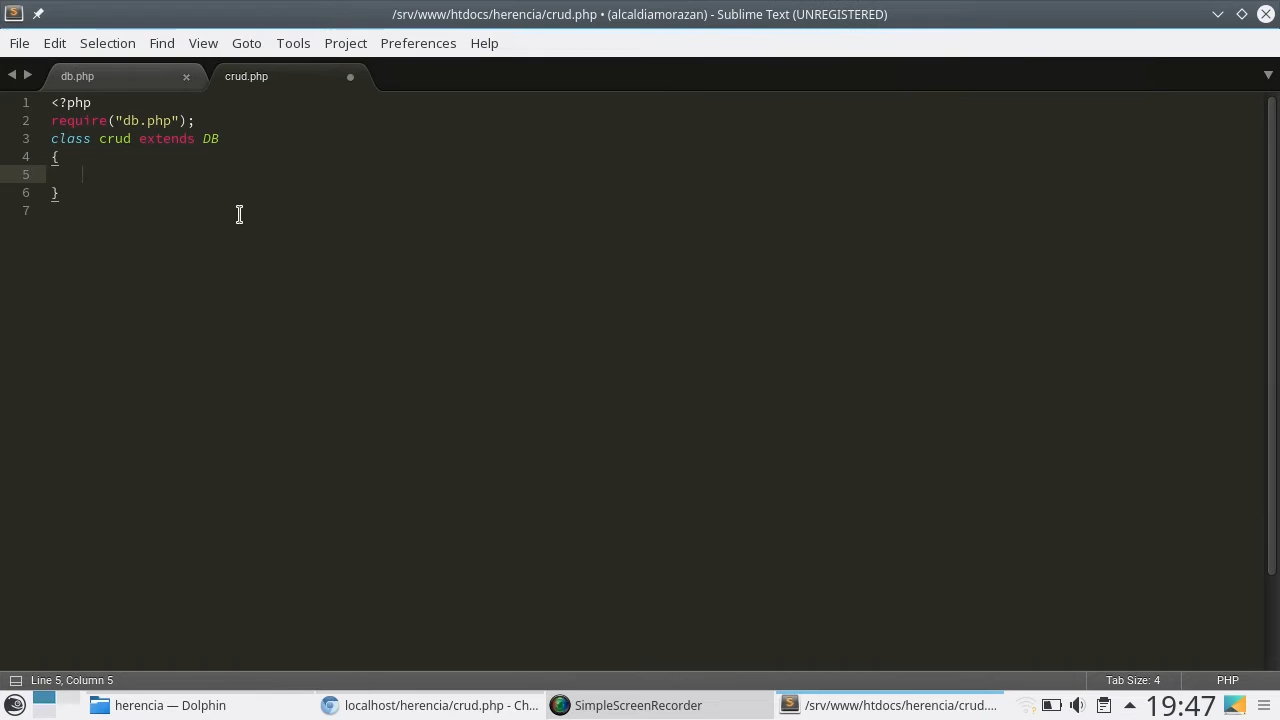 /srv/www/htdocs/herencia/crud.php • (alcaldiamorazan) - Sublime Text (UNREGISTERED)
File Edit Selection Find View Goto Tools Project Preferences Help
db.php × crud.php
1 <?php
2 require("db.php");
3 class crud extends DB
4 {
5
6 }
7
Line 5, Column 5 Tab Size: 4 PHP
herencia — Dolphin localhost/herencia/crud.php - Ch... SimpleScreenRecorder /srv/www/htdocs/herencia/crud... 19:47